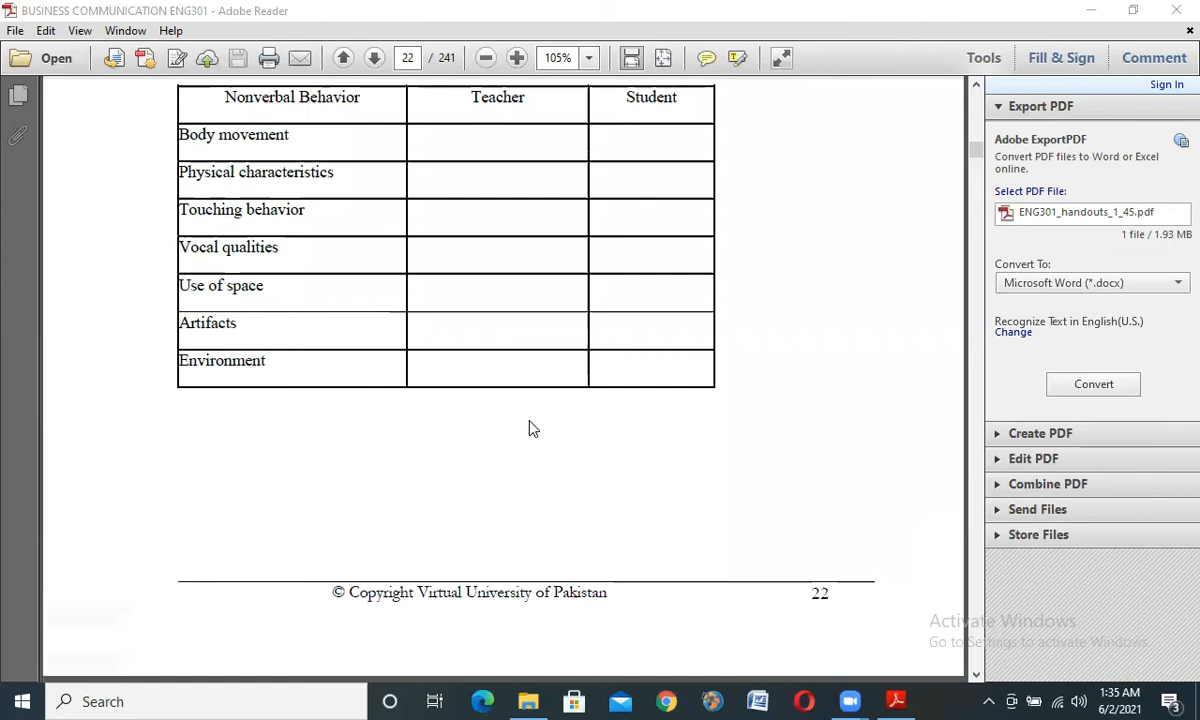 BUSINESS COMMUNICATION ENG301 - Adobe Reader
File Edit View Window Help
Open 22 / 241 105% Tools Fill & Sign Comment
Sign In
Export PDF
Adobe ExportPDF
Convert PDF files to Word or Excel
online.
Select PDF File:
ENG301_handouts_1_45.pdf
1 file / 1.93 MB
Convert To:
Microsoft Word (*.docx)
Recognize Text in English(U.S.)
Change
Convert
Create PDF
Edit PDF
Combine PDF
Send Files
Store Files
Nonverbal Behavior Teacher Student
Body movement
Physical characteristics
Touching behavior
Vocal qualities
Use of space
Artifacts
Environment
© Copyright Virtual University of Pakistan 22
Activate Windows
Go to Settings to activate Windows.
Search
1:35 AM
6/2/2021
3